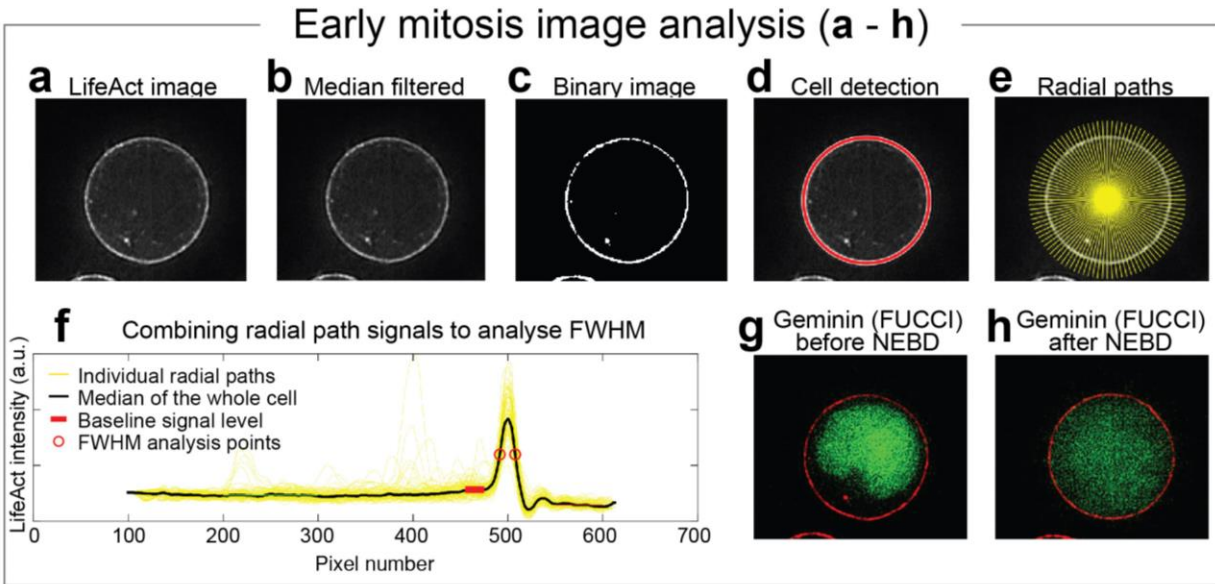 Early mitosis image analysis (a - h)
a
LifeAct image
b
Median filtered
c
Binary image
d
Cell detection
e
Radial paths
f
Combining radial path signals to analyse FWHM
LifeAct intensity (a.u.)
Individual radial paths
Median of the whole cell
Baseline signal level
FWHM analysis points
0
100
200
300
400
500
600
700
Pixel number
g
Geminin (FUCCI)
before NEBD
h
Geminin (FUCCI)
after NEBD